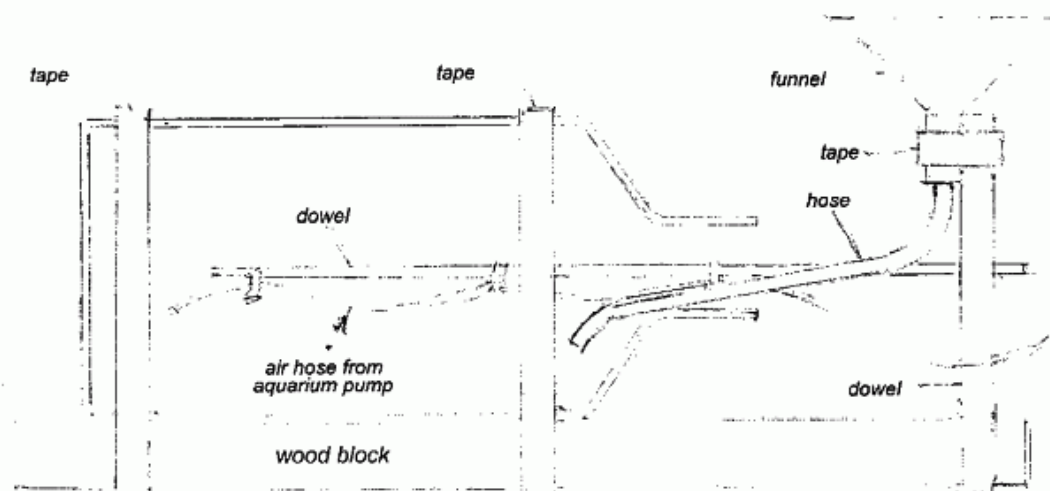 tape
tape
funnel
tape
hose
dowel
air hose from
aquarium pump
dowel
wood block